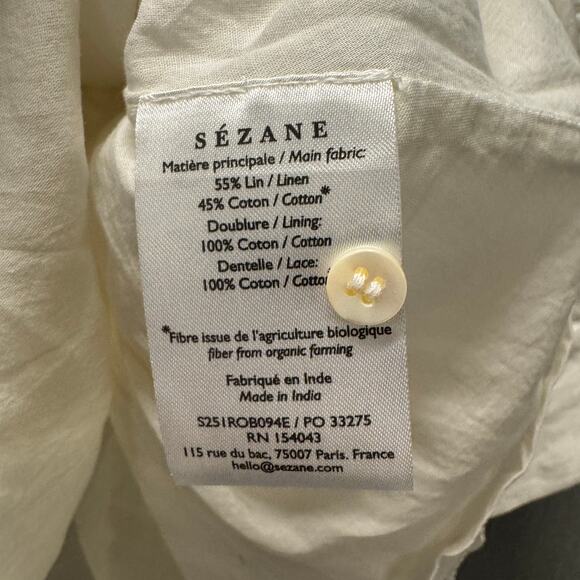 SÉZANE
Matière principale / Main fabric:
55% Lin / Linen
45% Coton / Cotton*
Doublure / Lining:
100% Coton / Cotton
Dentelle / Lace:
100% Coton / Cotto
*Fibre issue de l'agriculture biologique
fiber from organic farming
Fabriqué en Inde
Made in India
S251ROB094E / PO 33275
RN 154043
115 rue du bac, 75007 Paris. France
hello@sezane.com